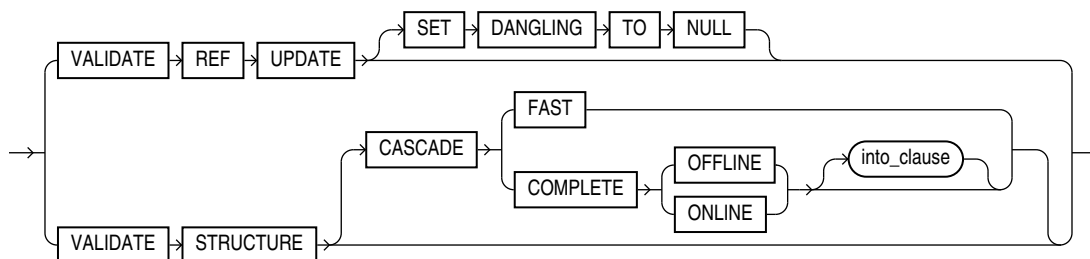 SET DANGLING TO NULL
VALIDATE REF UPDATE
FAST
CASCADE
OFFLINE into_clause
COMPLETE
ONLINE
VALIDATE STRUCTURE